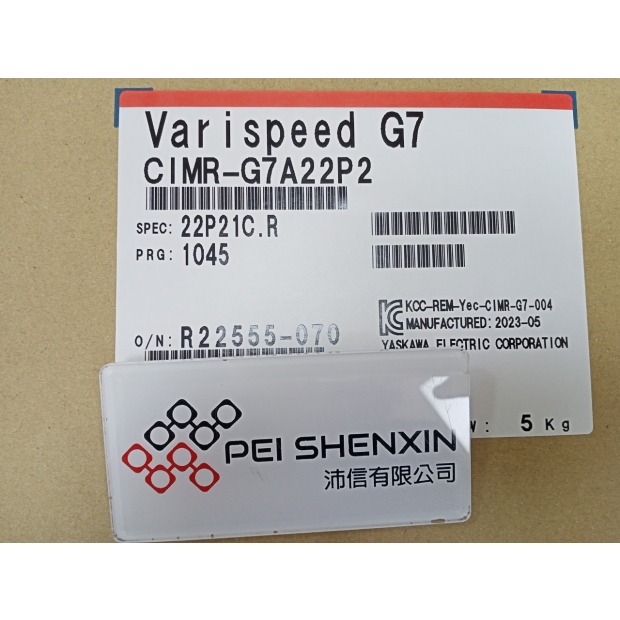 Varispeed G7
CIMR-G7A22P2
SPEC: 22P21C.R
PRG: 1045
KCC-REM-Yec-CIMR-G7-004
MANUFACTURED: 2023-05
O/N: R22555-070
YASKAWA ELECTRIC CORPORATION
5 Kg
PEI SHENXIN
沛信有限公司